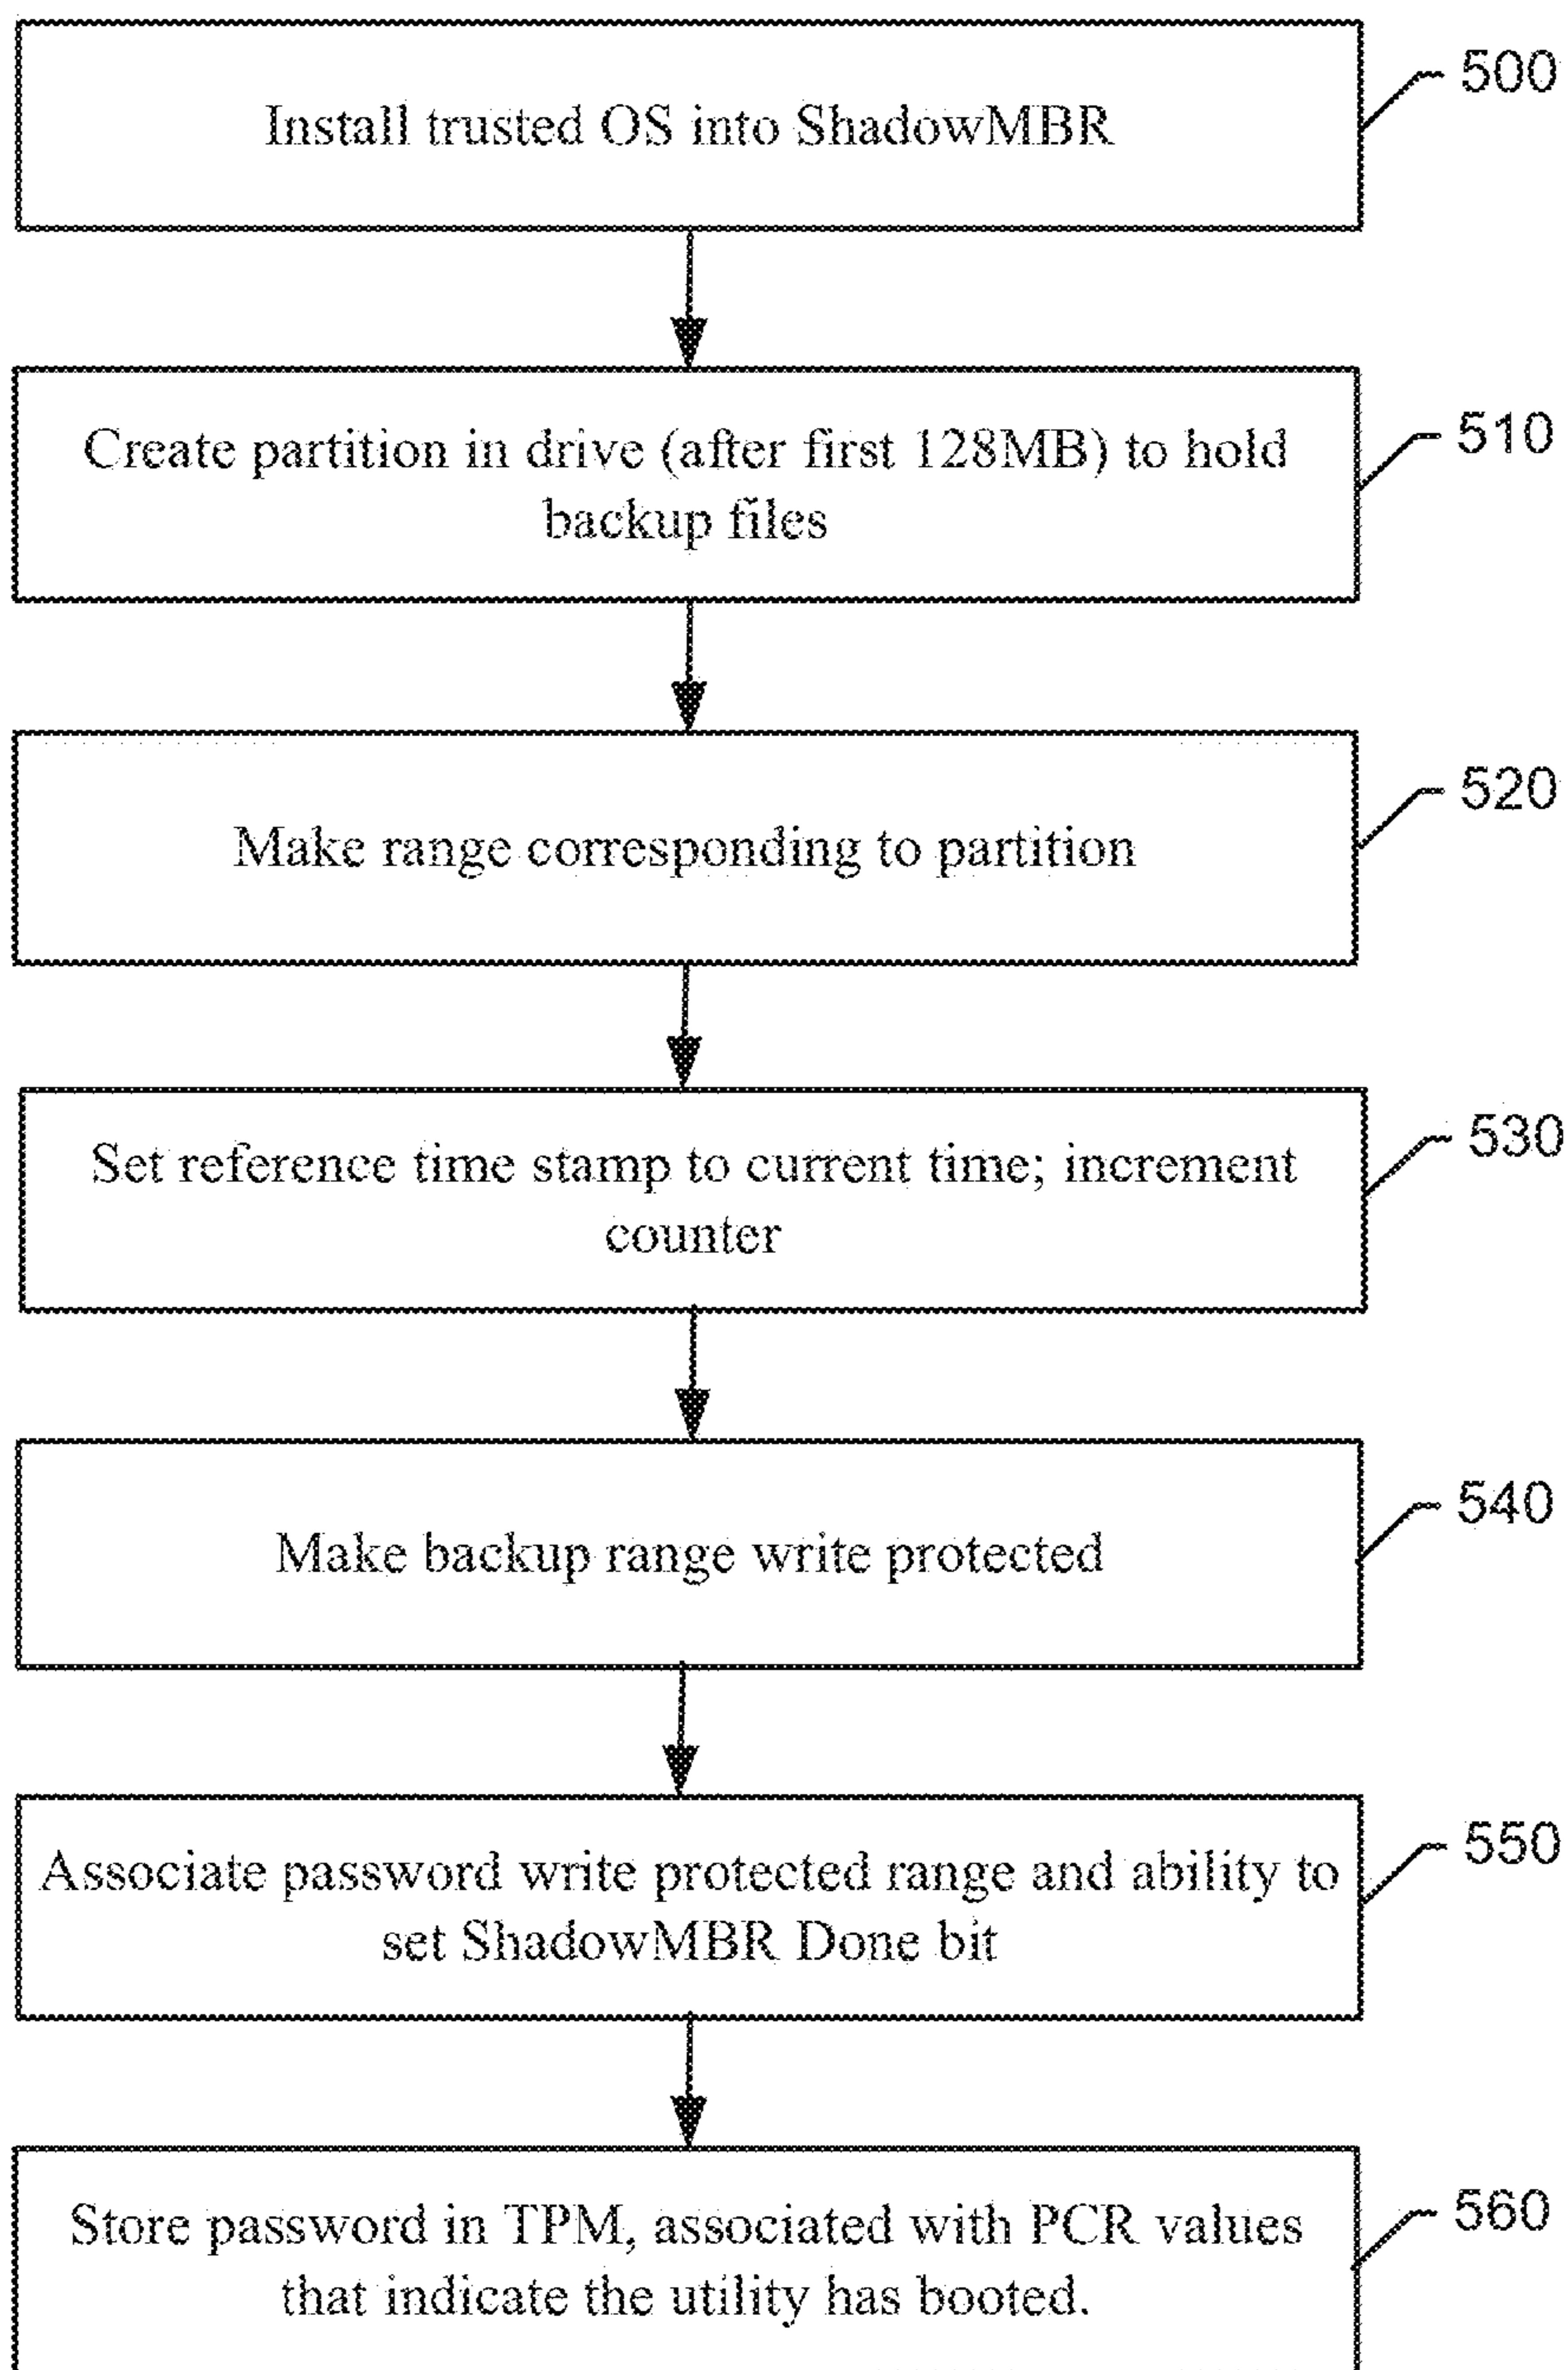 500
Install trusted OS into ShadowMBR
510
Create partition in drive (after first 128MB) to hold
backup files
520
Make range corresponding to partition
530
Set reference time stamp to current time; increment
counter
540
Make backup range write protected
550
Associate password write protected range and ability to
set ShadowMBR Done bit
560
Store password in TPM, associated with PCR values
that indicate the utility has booted.